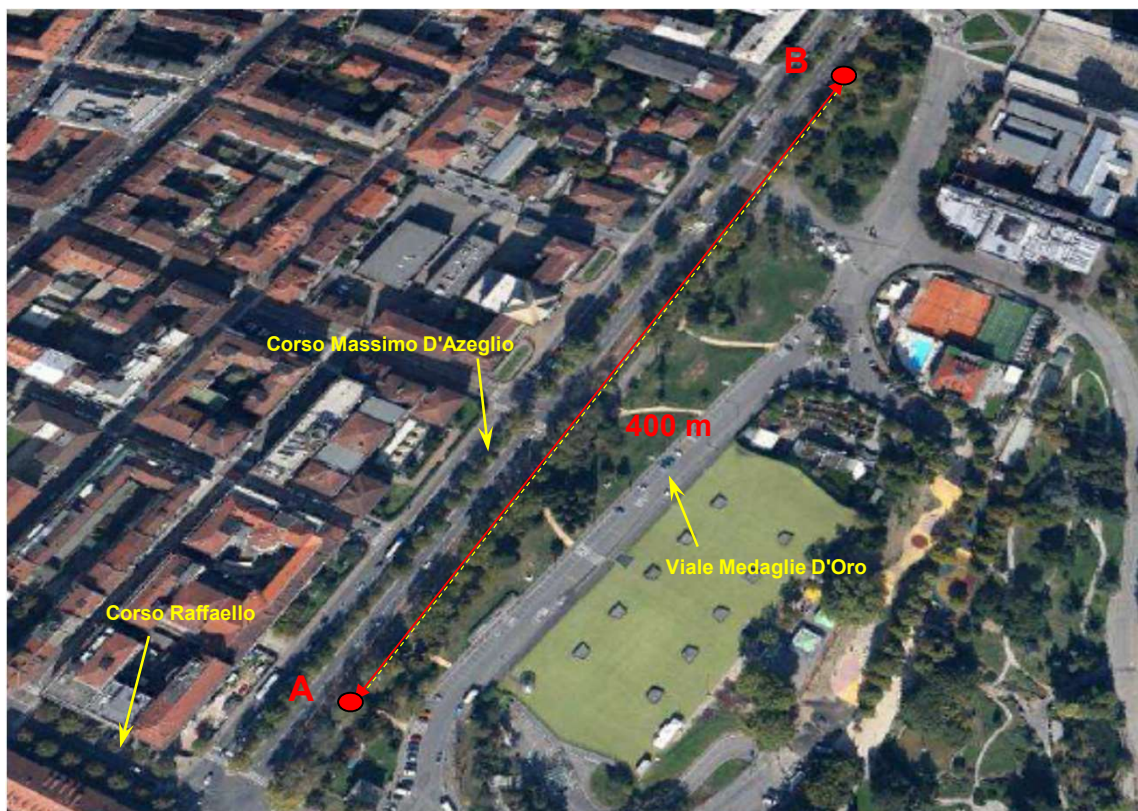 B
Corso Massimo D'Azeglio
400 m
Viale Medaglie D'Oro
Corso Raffaello
A